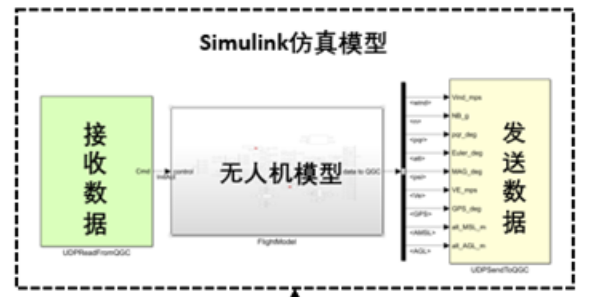 Simulink仿真模型
接收数据
Cmd
control
无人机模型
data to QGC
<wind>
<n>
<pqr>
<att>
<psi>
<Ve>
<GPS>
<AMSL>
<AGL>
Vind_mps
NB_g
pqr_deg
Euler_deg
MAG_deg
VE_mps
GPS_deg
alt_MSL_m
alt_AGL_m
发送数据
UDPReadFromQGC
FlightModel
UDPSendToQGC